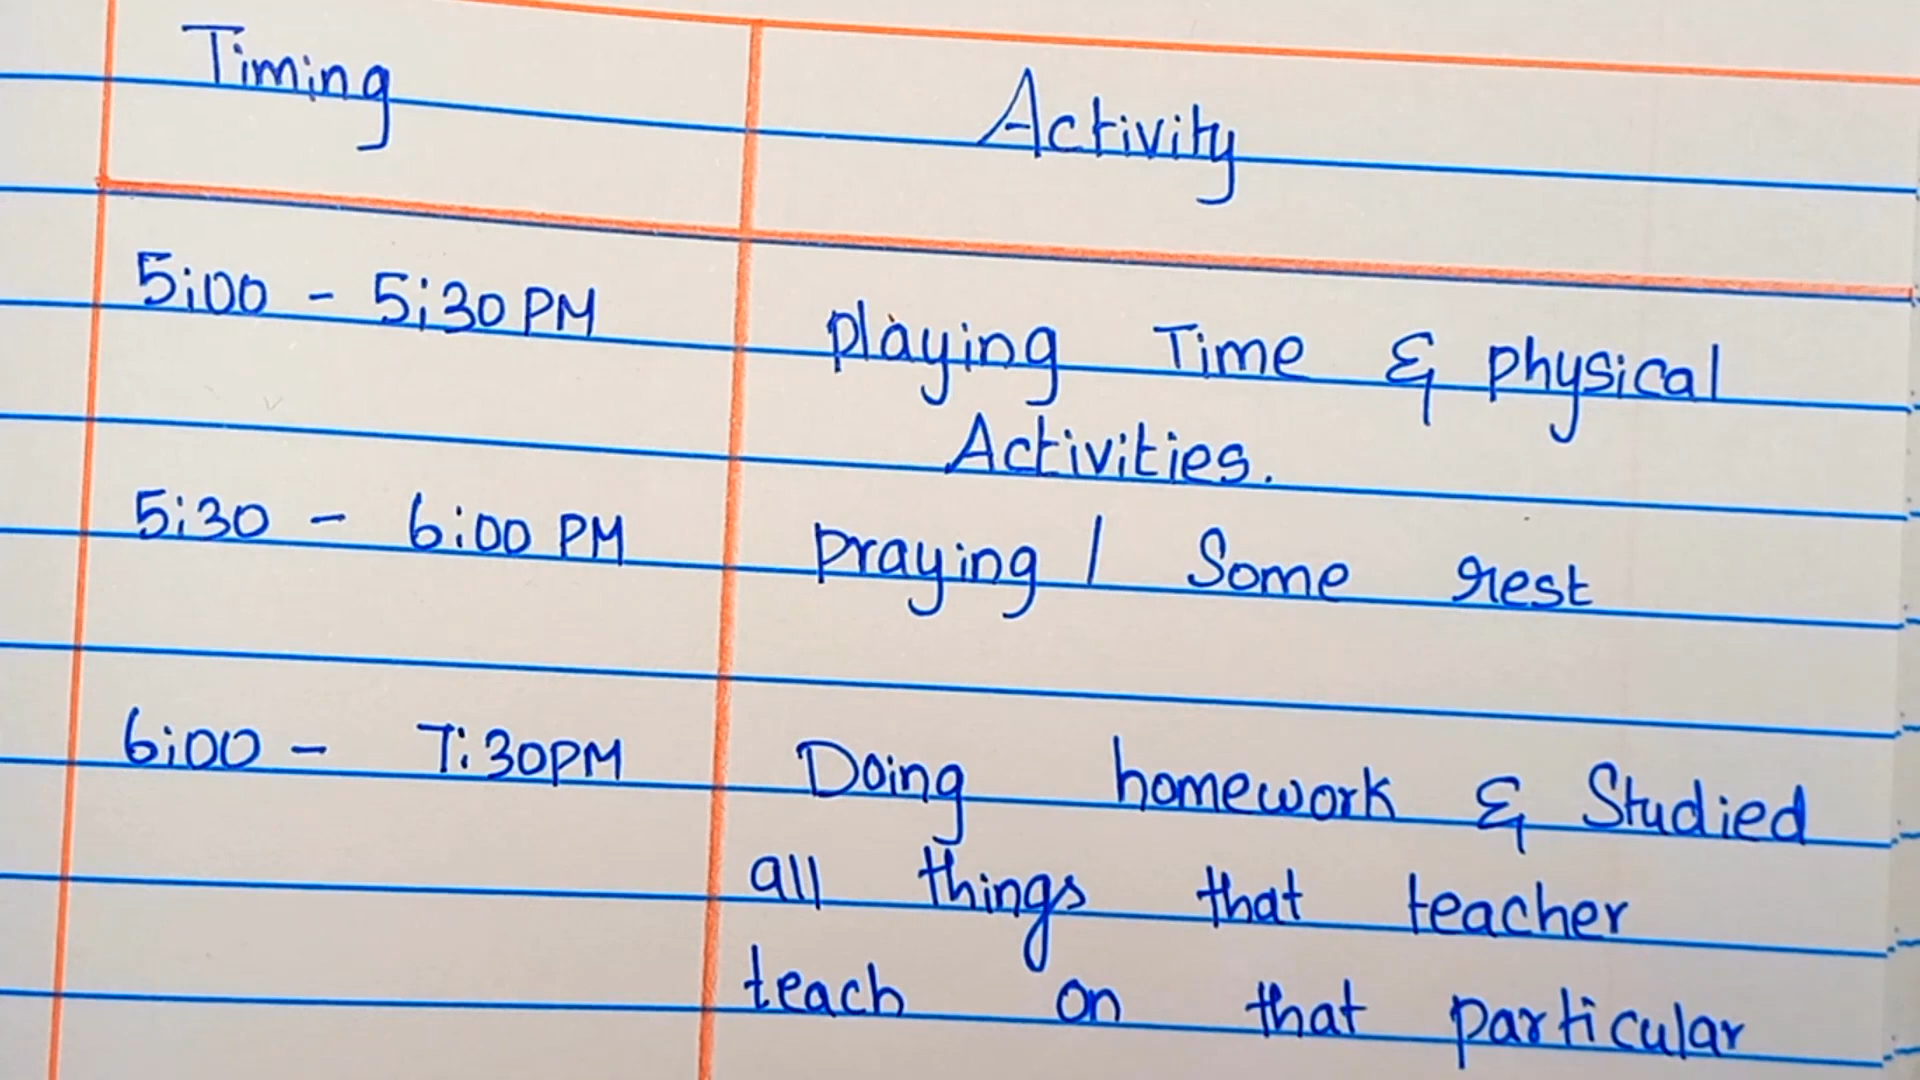 Timing Activity
5:00 - 5:30 PM playing Time & physical
Activities.
5:30 - 6:00 PM praying / Some rest
6:00 - 7:30PM Doing homework & Studied
all things that teacher
teach on that particular